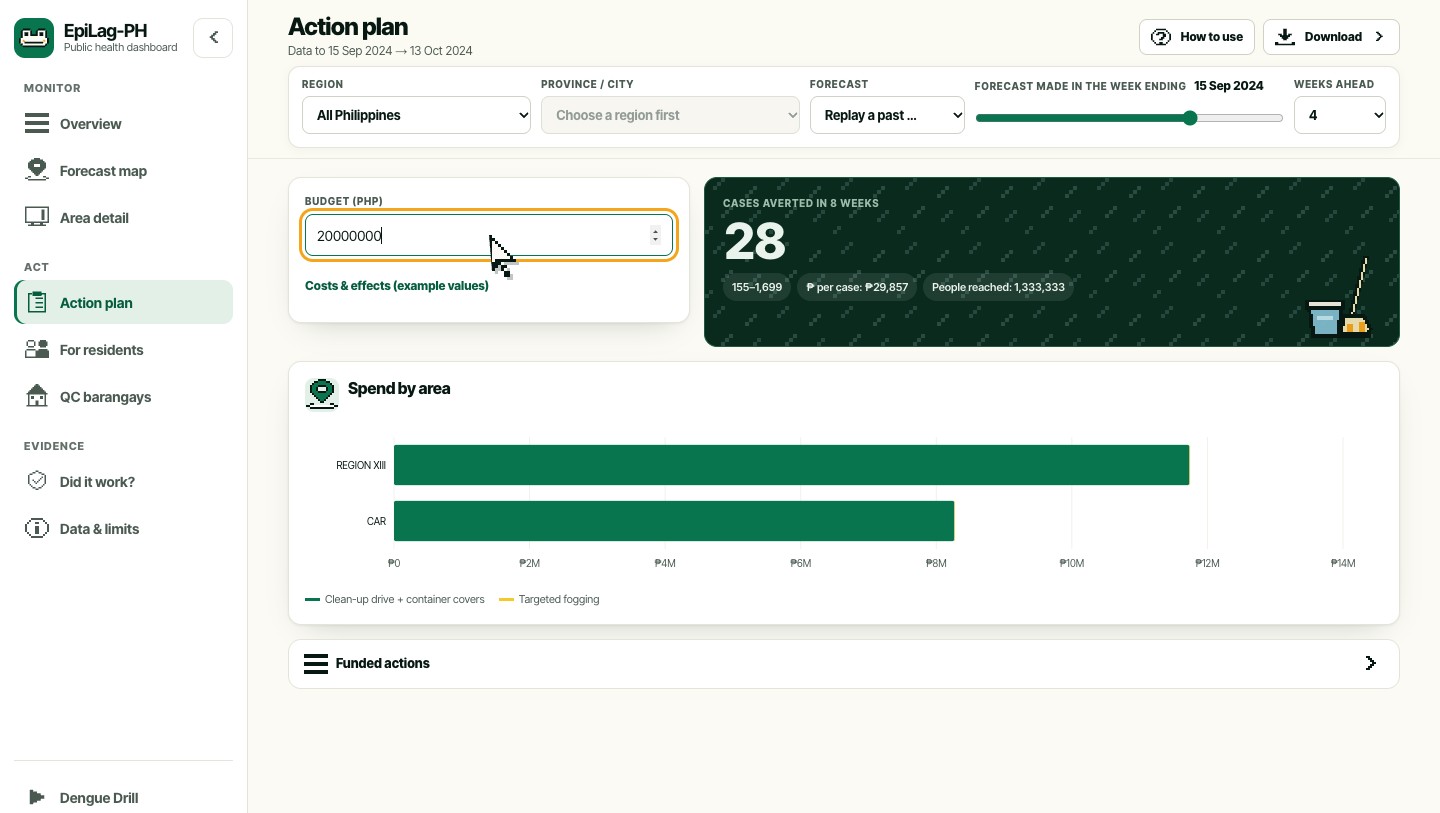 EpiLag-PH
Public health dashboard
MONITOR
Overview
Forecast map
Area detail
ACT
Action plan
For residents
QC barangays
EVIDENCE
Did it work?
Data & limits
Dengue Drill
Action plan
Data to 15 Sep 2024 → 13 Oct 2024
How to use
Download
REGION
All Philippines
PROVINCE / CITY
Choose a region first
FORECAST
Replay a past ...
FORECAST MADE IN THE WEEK ENDING 15 Sep 2024
WEEKS AHEAD
4
BUDGET (PHP)
20000000
Costs & effects (example values)
CASES AVERTED IN 8 WEEKS
28
155–1,699
₱ per case: ₱29,857
People reached: 1,333,333
Spend by area
REGION XIII
CAR
₱0 ₱2M ₱4M ₱6M ₱8M ₱10M ₱12M ₱14M
Clean-up drive + container covers
Targeted fogging
Funded actions